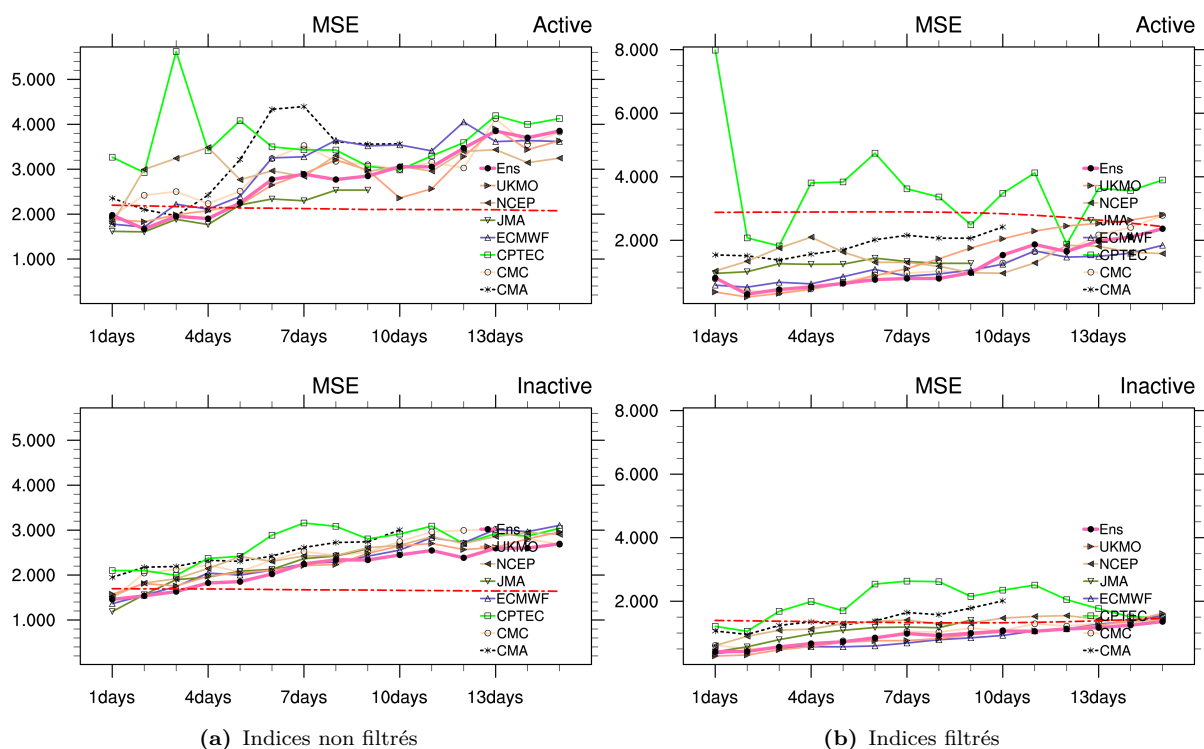 MSE Active
5.000
4.000
3.000
2.000
1.000
Ens
UKMO
NCEP
JMA
ECMWF
CPTEC
CMC
CMA
1days 4days 7days 10days 13days
MSE Active
8.000
6.000
4.000
2.000
Ens
UKMO
NCEP
JMA
ECMWF
CPTEC
CMC
CMA
1days 4days 7days 10days 13days
MSE Inactive
5.000
4.000
3.000
2.000
1.000
Ens
UKMO
NCEP
JMA
ECMWF
CPTEC
CMC
CMA
1days 4days 7days 10days 13days
(a) Indices non filtrés
MSE Inactive
8.000
6.000
4.000
2.000
Ens
UKMO
NCEP
JMA
ECMWF
CPTEC
CMC
CMA
1days 4days 7days 10days 13days
(b) Indices filtrés